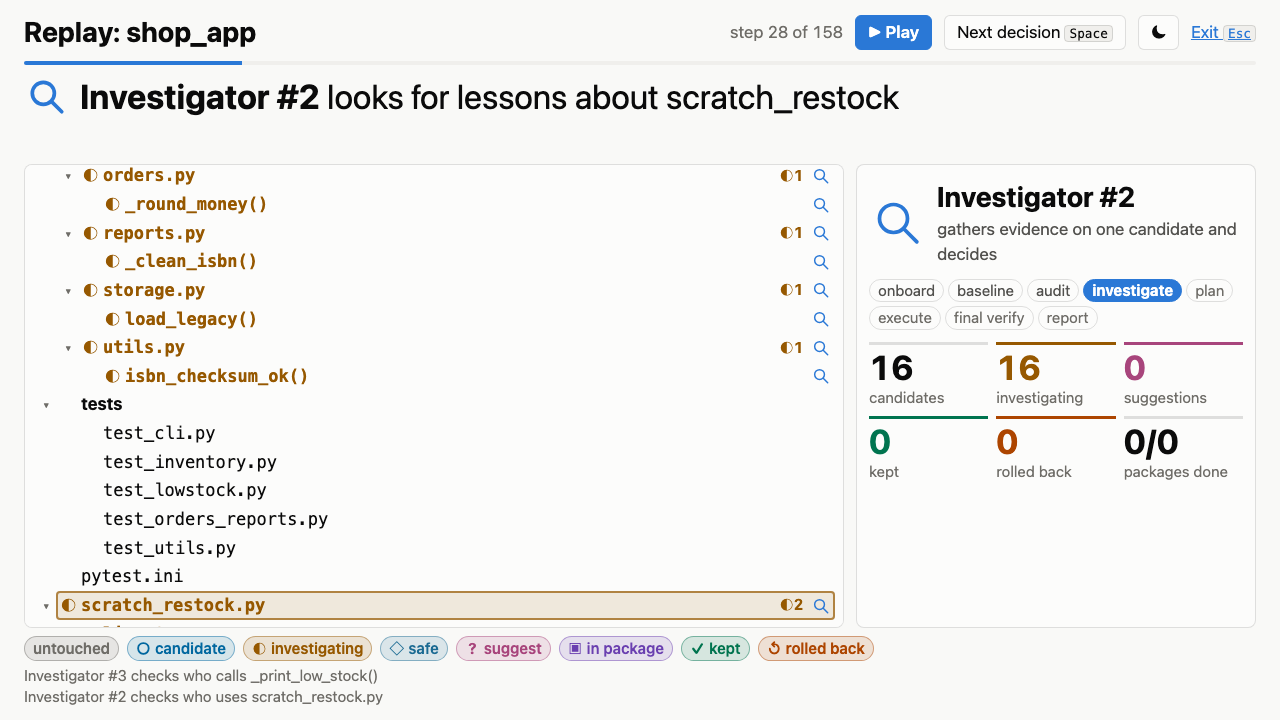 Replay: shop_app
step 28 of 158
Play
Next decision Space
Exit Esc
Investigator #2 looks for lessons about scratch_restock
orders.py 1
_round_money()
reports.py 1
_clean_isbn()
storage.py 1
load_legacy()
utils.py 1
isbn_checksum_ok()
tests
test_cli.py
test_inventory.py
test_lowstock.py
test_orders_reports.py
test_utils.py
pytest.ini
scratch_restock.py 2
Investigator #2
gathers evidence on one candidate and
decides
onboard baseline audit investigate plan
execute final verify report
16 16 0
candidates investigating suggestions
0 0 0/0
kept rolled back packages done
untouched candidate investigating safe ? suggest in package kept rolled back
Investigator #3 checks who calls _print_low_stock()
Investigator #2 checks who uses scratch_restock.py